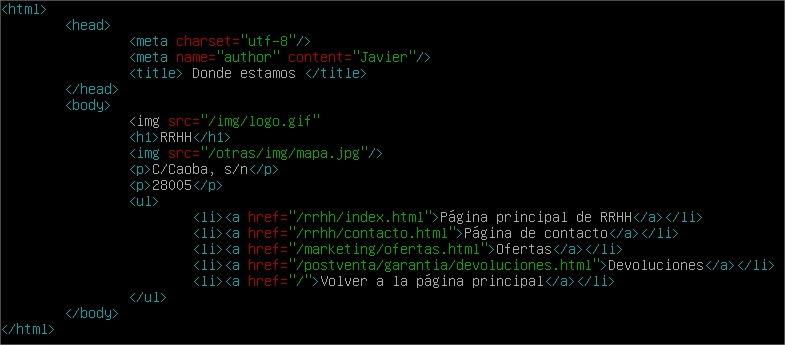 <html>
<head>
<meta charset="utf-8"/>
<meta name="author" content="Javier"/>
<title> Donde estamos </title>
</head>
<body>
<img src="/img/logo.gif"
<h1>RRHH</h1>
<img src="/otras/img/mapa.jpg"/>
<p>C/Caoba, s/n</p>
<p>28005</p>
<ul>
<li><a href="/rrhh/index.html">Página principal de RRHH</a></li>
<li><a href="/rrhh/contacto.html">Página de contacto</a></li>
<li><a href="/marketing/ofertas.html">Ofertas</a></li>
<li><a href="/postventa/garantia/devoluciones.html">Devoluciones</a></li>
<li><a href="/">Volver a la página principal</a></li>
</ul>
</body>
</html>